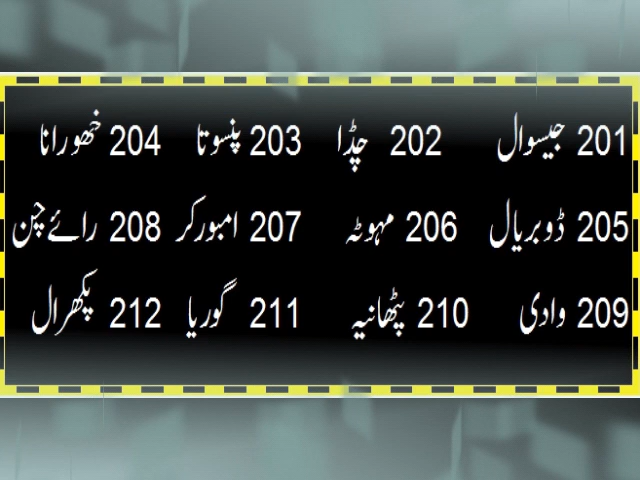 201 جیسوال 202 چڈا 203 پنسوتا 204 خھورانا
205 ڈوبریال 206 مہوٹہ 207 امبورکر 208 رائے چن
209 وادی 210 پٹھانیہ 211 گوریا 212 پکھرال